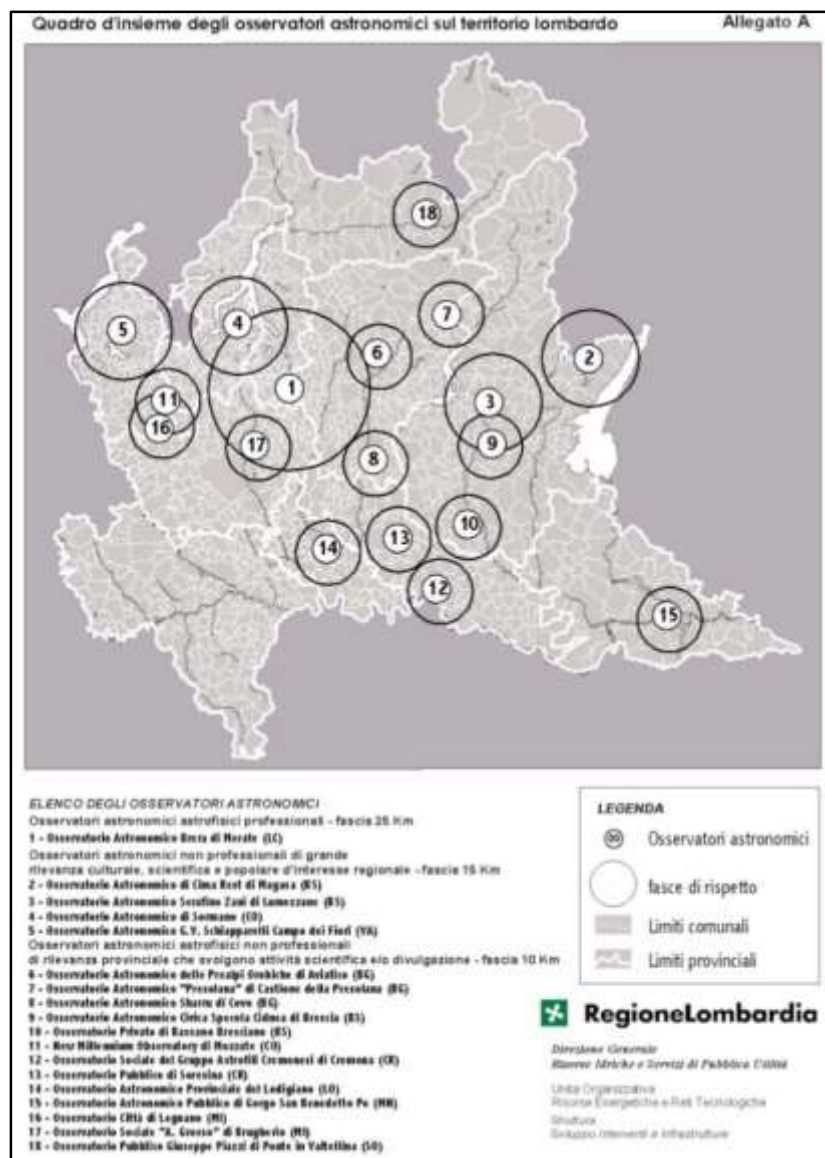 Quadro d'insieme degli osservatori astronomici sul territorio lombardo
Allegato A
18
5
4
7
6
2
1
3
11
16
17
9
8
10
13
14
12
15
ELENCO DEGLI OSSERVATORI ASTRONOMICI
Osservatori astronomici astrofisici professionali - fascia 25 Km
1 - Osservatorio Astronomico Brera di Merate (LC)
Osservatori astronomici non professionali di grande
rilevanza culturale, scientifica e popolare d'interesse regionale - fascia 15 Km
2 - Osservatorio Astronomico di Cima Rest di Magasa (BS)
3 - Osservatorio Astronomico Serafino Zani di Lumezzane (BS)
4 - Osservatorio Astronomico di Sormano (CO)
5 - Osservatorio Astronomico G.V. Schiapparelli Campo dei Fiori (VA)
Osservatori astronomici astrofisici non professionali
di rilevanza provinciale che svolgono attività scientifica e/o divulgazione - fascia 10 Km
6 - Osservatorio Astronomico delle Prealpi Orobiche di Aviatico (BG)
7 - Osservatorio Astronomico "Presolana" di Castione della Presolana (BG)
8 - Osservatorio Astronomico Sharru di Covo (BG)
9 - Osservatorio Astronomico Civica Specola Cidnea di Brescia (BS)
10 - Osservatorio Privato di Bassano Bresciano (BS)
11 - New Millennium Observatory di Mozzate (CO)
12 - Osservatorio Sociale del Gruppo Astrofili Cremonesi di Cremona (CR)
13 - Osservatorio Pubblico di Soresina (CR)
14 - Osservatorio Astronomico Provinciale del Lodigiano (LO)
15 - Osservatorio Astronomico Pubblico di Gorgo San Benedetto Po (MN)
16 - Osservatorio Città di Legnano (MI)
17 - Osservatorio Sociale "A. Grosso" di Brugherio (MI)
18 - Osservatorio Pubblico Giuseppe Piazzi di Ponte in Valtellina (SO)
LEGENDA
Osservatori astronomici
fasce di rispetto
Limiti comunali
Limiti provinciali
RegioneLombardia
Direzione Generale
Risorse Idriche e Servizi di Pubblica Utilità
Unità Organizzativa
Risorse Energetiche e Reti Tecnologiche
Struttura
Sviluppo Interventi e Infrastrutture